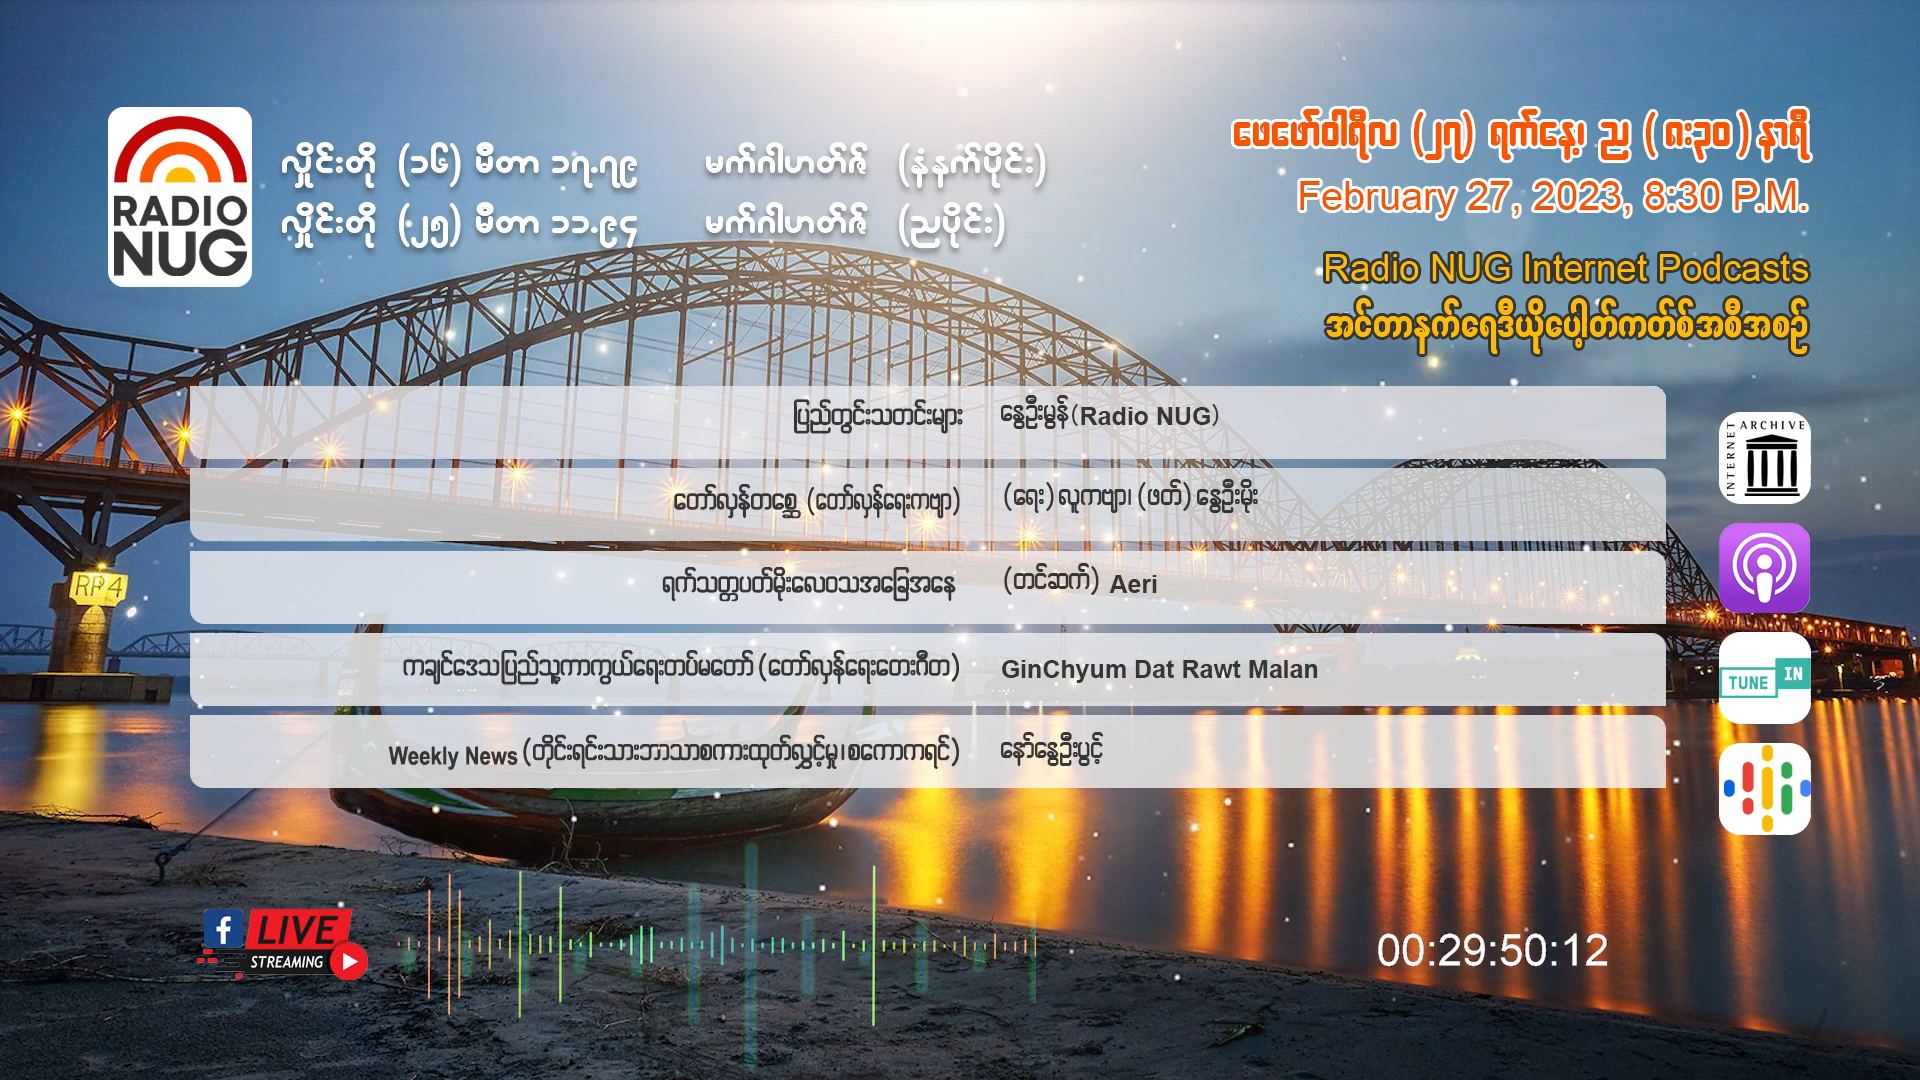 RADIO
NUG
လှိုင်းတို (၁၆) မီတာ ၁၇.၇၉ မက်ဂါဟတ်ဇ် (နံနက်ပိုင်း)
လှိုင်းတို (၂၅) မီတာ ၁၁.၉၄ မက်ဂါဟတ်ဇ် (ညပိုင်း)
ဖေဖော်ဝါရီလ (၂၇) ရက်နေ့၊ ည (၈း၃၀) နာရီ
February 27, 2023, 8:30 P.M.
Radio NUG Internet Podcasts
အင်တာနက်ရေဒီယိုပေါ့တ်ကတ်စ်အစီအစဉ်
ပြည်တွင်းသတင်းများ နွေဦးမွန်(Radio NUG)
တော်လှန်တစ္ဆေ (တော်လှန်ရေးကဗျာ) (ရေး) လူကဗျာ၊ (ဖတ်) နွေဦးမိုး
ရက်သတ္တပတ်မိုးလေဝသအခြေအနေ (တင်ဆက်) Aeri
ကချင်ဒေသပြည်သူ့ကာကွယ်ရေးတပ်မတော် (တော်လှန်ရေးတေးဂီတ) GinChyum Dat Rawt Malan
Weekly News (တိုင်းရင်းသားဘာသာစကားထုတ်လွှင့်မှု၊ စကောကရင်) နော်နွေဦးပွင့်
INTERNET ARCHIVE
TUNE IN
RP4
f LIVE
STREAMING
00:29:50:12